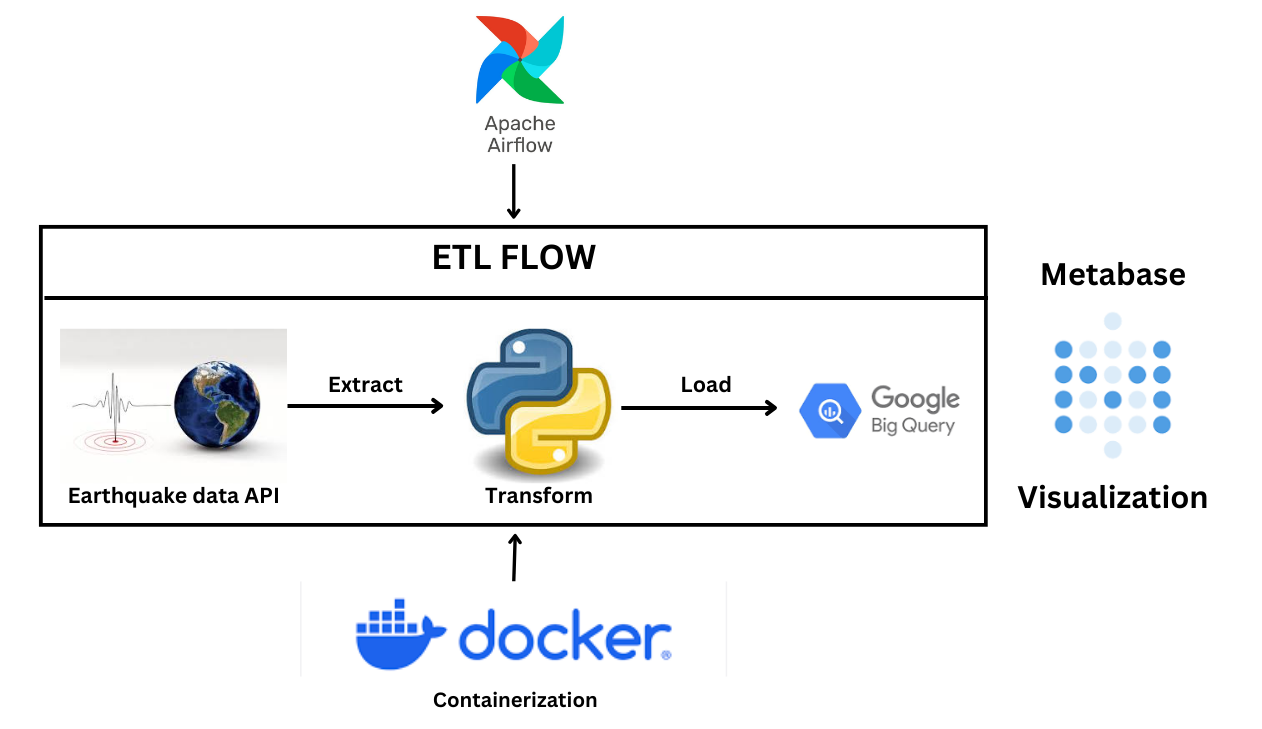 Apache
Airflow
ETL FLOW
Metabase
Extract
Load
Google
Big Query
Earthquake data API
Transform
Visualization
docker®
Containerization